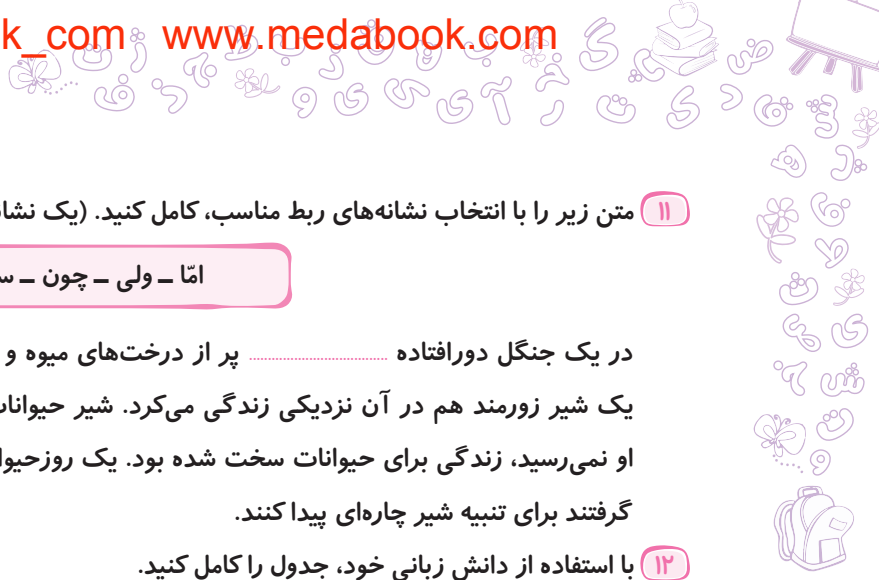 k_com www.medabook.com
۱۱ متن زیر را با انتخاب نشانه‌های ربط مناسب، کامل کنید. (یک
امّا ــ ولی ــ چون ــ
در یک جنگل دورافتاده .................... پر از درخت‌های میوه و
یک شیر زورمند هم در آن نزدیکی زندگی می‌کرد. شیر
او نمی‌رسید، زندگی برای حیوانات سخت شده بود. یک
گرفتند برای تنبیه شیر چاره‌ای پیدا کنند.
۱۲ با استفاده از دانش زبانی خود، جدول را کامل کنید.